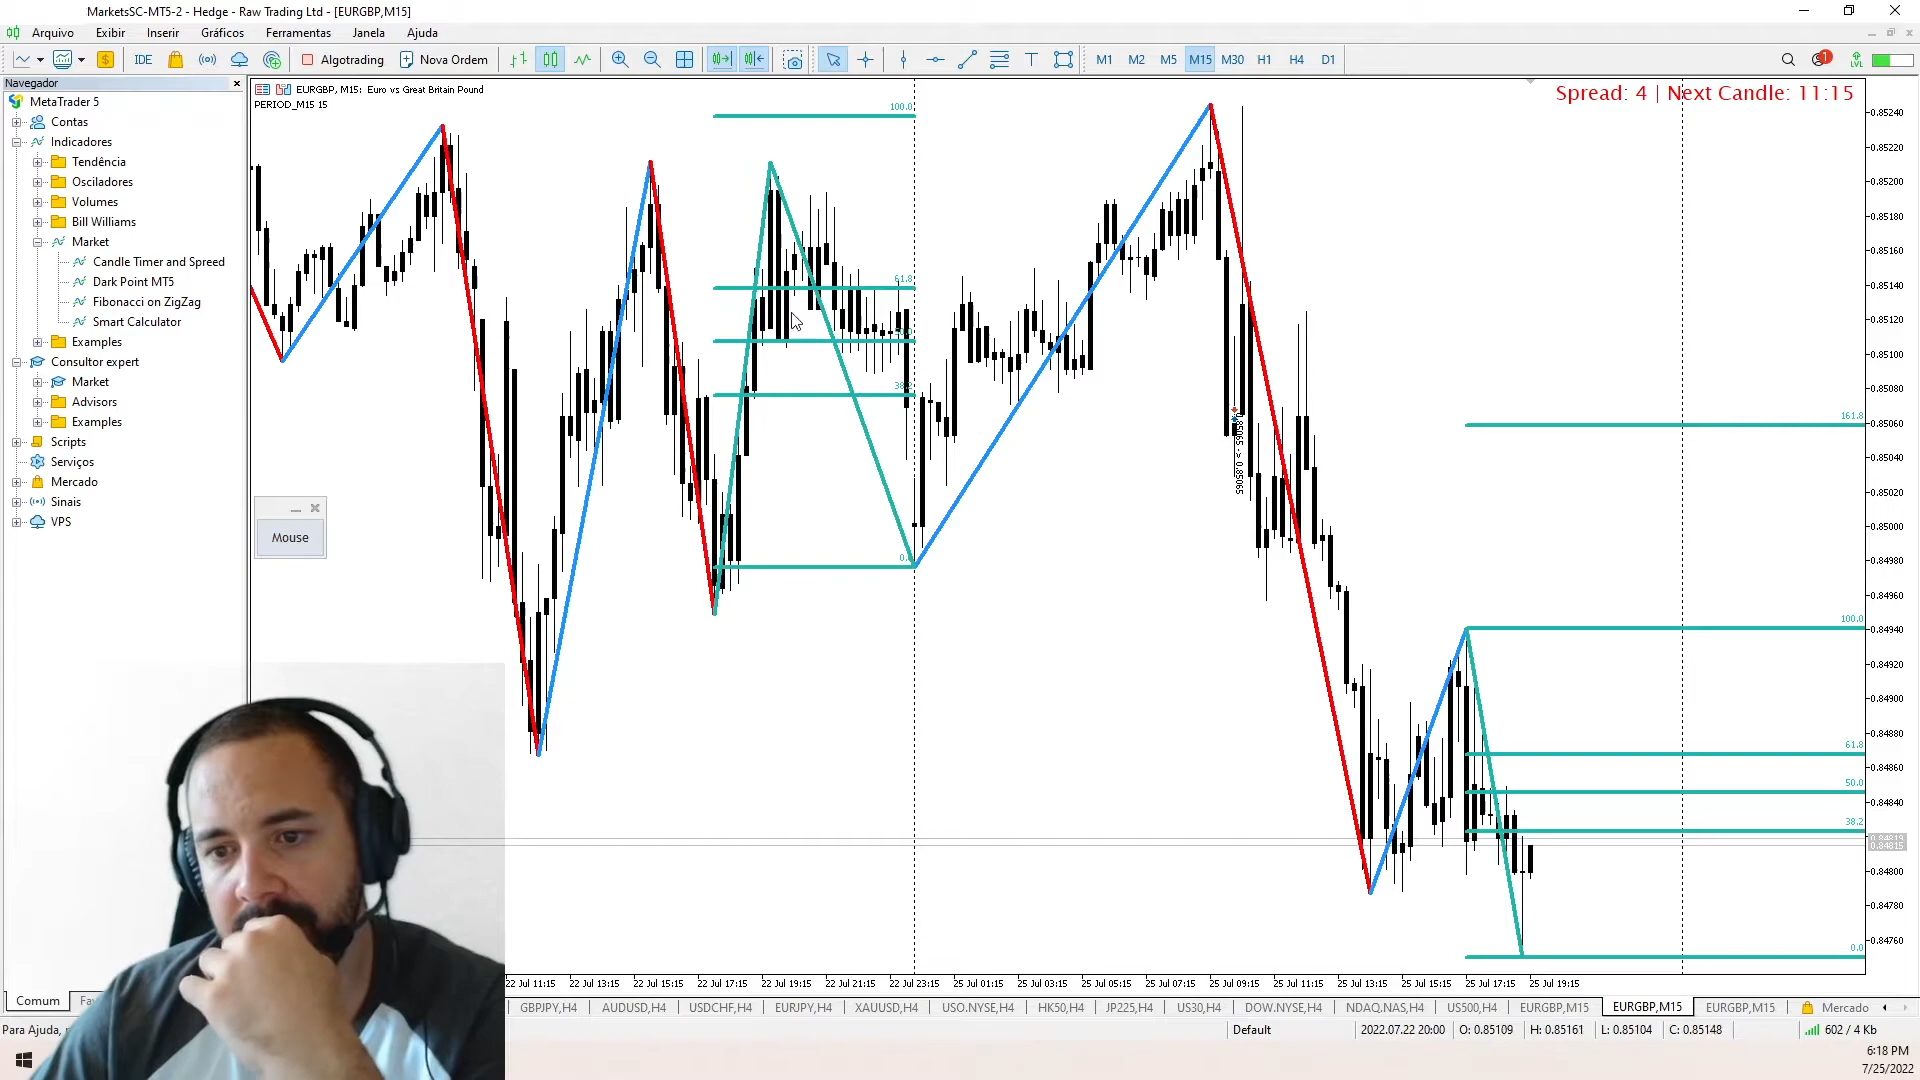 MarketsSC-MT5-2 - Hedge - Raw Trading Ltd - [EURGBP,M15]
Arquivo Exibir Inserir Gráficos Ferramentas Janela Ajuda
IDE Algotrading Nova Ordem M1 M2 M5 M15 M30 H1 H4 D1 1 LVL
Navegador
MetaTrader 5
Contas
Indicadores
Tendência
Osciladores
Volumes
Bill Williams
Market
Candle Timer and Spread
Dark Point MT5
Fibonacci on ZigZag
Smart Calculator
Examples
Consultor expert
Market
Advisors
Examples
Scripts
Serviços
Mercado
Sinais
VPS
Mouse
EURGBP, M15: Euro vs Great Britain Pound
PERIOD_M15 15
Spread: 4 | Next Candle: 11:15
100.0
61.8
38.2
0.85065 -> 0.85065
161.8
100.0
61.8
50.0
38.2
0.0
0.85240
0.85220
0.85200
0.85180
0.85160
0.85140
0.85120
0.85100
0.85080
0.85060
0.85040
0.85020
0.85000
0.84980
0.84960
0.84940
0.84920
0.84900
0.84880
0.84860
0.84840
0.84819
0.84815
0.84800
0.84780
0.84760
22 Jul 11:15 22 Jul 13:15 22 Jul 15:15 22 Jul 17:15 22 Jul 19:15 22 Jul 21:15 22 Jul 23:15 25 Jul 01:15 25 Jul 03:15 25 Jul 05:15 25 Jul 07:15 25 Jul 09:15 25 Jul 11:15 25 Jul 13:15 25 Jul 15:15 25 Jul 17:15 25 Jul 19:15
Comum Fav
GBPJPY,H4 AUDUSD,H4 USDCHF,H4 EURJPY,H4 XAUUSD,H4 USO.NYSE,H4 HK50,H4 JP225,H4 US30,H4 DOW.NYSE,H4 NDAQ.NAS,H4 US500,H4 EURGBP,M15 EURGBP,M15 EURGBP,M15 Mercado
Para Ajuda,
Default 2022.07.22 20:00 O: 0.85109 H: 0.85161 L: 0.85104 C: 0.85148 602 / 4 Kb
6:18 PM
7/25/2022